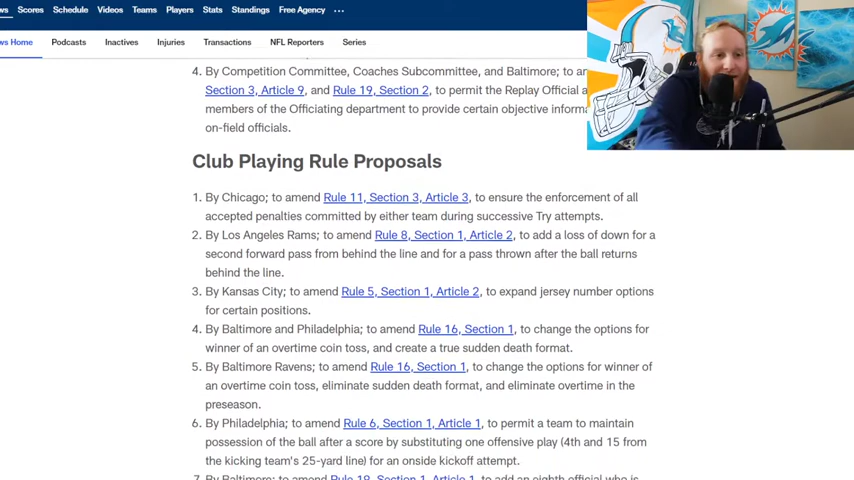 ws Scores Schedule Videos Teams Players Stats Standings Free Agency ...
ws Home Podcasts Inactives Injuries Transactions NFL Reporters Series
4. By Competition Committee, Coaches Subcommittee, and Baltimore; to an
Section 3, Article 9, and Rule 19, Section 2, to permit the Replay Official a
members of the Officiating department to provide certain objective informa
on-field officials.
Club Playing Rule Proposals
1. By Chicago; to amend Rule 11, Section 3, Article 3, to ensure the enforcement of all
accepted penalties committed by either team during successive Try attempts.
2. By Los Angeles Rams; to amend Rule 8, Section 1, Article 2, to add a loss of down for a
second forward pass from behind the line and for a pass thrown after the ball returns
behind the line.
3. By Kansas City; to amend Rule 5, Section 1, Article 2, to expand jersey number options
for certain positions.
4. By Baltimore and Philadelphia; to amend Rule 16, Section 1, to change the options for
winner of an overtime coin toss, and create a true sudden death format.
5. By Baltimore Ravens; to amend Rule 16, Section 1, to change the options for winner of
an overtime coin toss, eliminate sudden death format, and eliminate overtime in the
preseason.
6. By Philadelphia; to amend Rule 6, Section 1, Article 1, to permit a team to maintain
possession of the ball after a score by substituting one offensive play (4th and 15 from
the kicking team's 25-yard line) for an onside kickoff attempt.
7. By Baltimore; to amend Rule 19, Section 1, Article 1, to add an eighth official who is